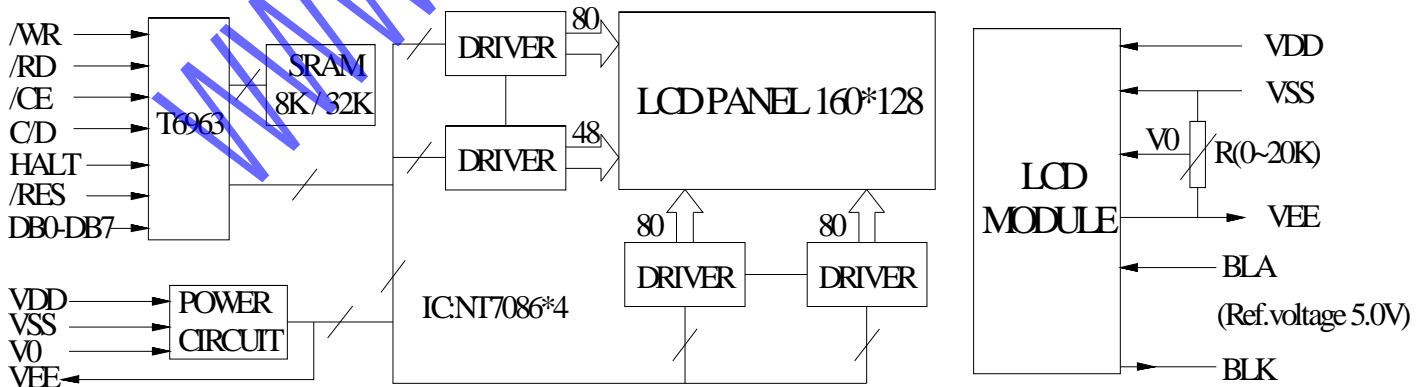 /WR
/RD
/CE
C/D
HALT
/RES
DB0-DB7
T6963
SRAM
8K / 32K
DRIVER
80
DRIVER
48
LCD PANEL 160*128
80
80
DRIVER
DRIVER
IC:NT7086*4
VDD
VSS
V0
VEE
POWER
CIRCUIT
LCD
MODULE
VDD
VSS
V0
R(0~20K)
VEE
BLA
(Ref.voltage 5.0V)
BLK
WWW